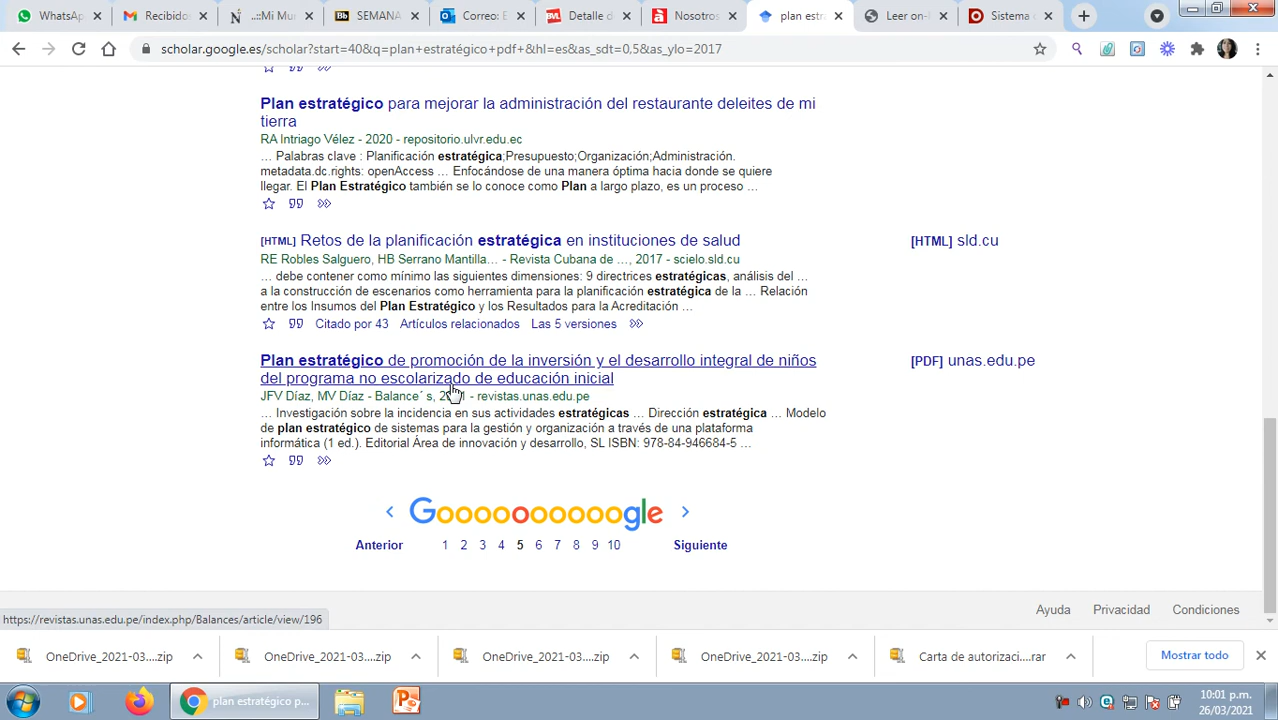 WhatsAp
Recibido:
.::Mi Mun
SEMANA
Correo: E
Detalle d
Nosotros
plan estr
Leer on-l
Sistema d
scholar.google.es/scholar?start=40&q=plan+estratégico+pdf+&hl=es&as_sdt=0,5&as_ylo=2017
Plan estratégico para mejorar la administración del restaurante deleites de mi
tierra
RA Intriago Vélez - 2020 - repositorio.ulvr.edu.ec
... Palabras clave : Planificación estratégica;Presupuesto;Organización;Administración.
metadata.dc.rights: openAccess ... Enfocándose de una manera óptima hacia donde se quiere
llegar. El Plan Estratégico también se lo conoce como Plan a largo plazo, es un proceso ...
[HTML] Retos de la planificación estratégica en instituciones de salud
[HTML] sld.cu
RE Robles Salguero, HB Serrano Mantilla... - Revista Cubana de ..., 2017 - scielo.sld.cu
... debe contener como mínimo las siguientes dimensiones: 9 directrices estratégicas, análisis del ...
a la construcción de escenarios como herramienta para la planificación estratégica de la ... Relación
entre los Insumos del Plan Estratégico y los Resultados para la Acreditación ...
Citado por 43 Artículos relacionados Las 5 versiones
Plan estratégico de promoción de la inversión y el desarrollo integral de niños
[PDF] unas.edu.pe
del programa no escolarizado de educación inicial
JFV Díaz, MV Díaz - Balance´ s, - revistas.unas.edu.pe
... Investigación sobre la incidencia en sus actividades estratégicas ... Dirección estratégica ... Modelo
de plan estratégico de sistemas para la gestión y organización a través de una plataforma
informática (1 ed.). Editorial Área de innovación y desarrollo, SL ISBN: 978-84-946684-5 ...
Gooooooooogle
Anterior 1 2 3 4 5 6 7 8 9 10 Siguiente
Ayuda Privacidad Condiciones
https://revistas.unas.edu.pe/index.php/Balances/article/view/196
OneDrive_2021-03....zip
OneDrive_2021-03....zip
OneDrive_2021-03....zip
OneDrive_2021-03....zip
Carta de autorizaci....rar
Mostrar todo
plan estratégico p...
10:01 p.m.
26/03/2021